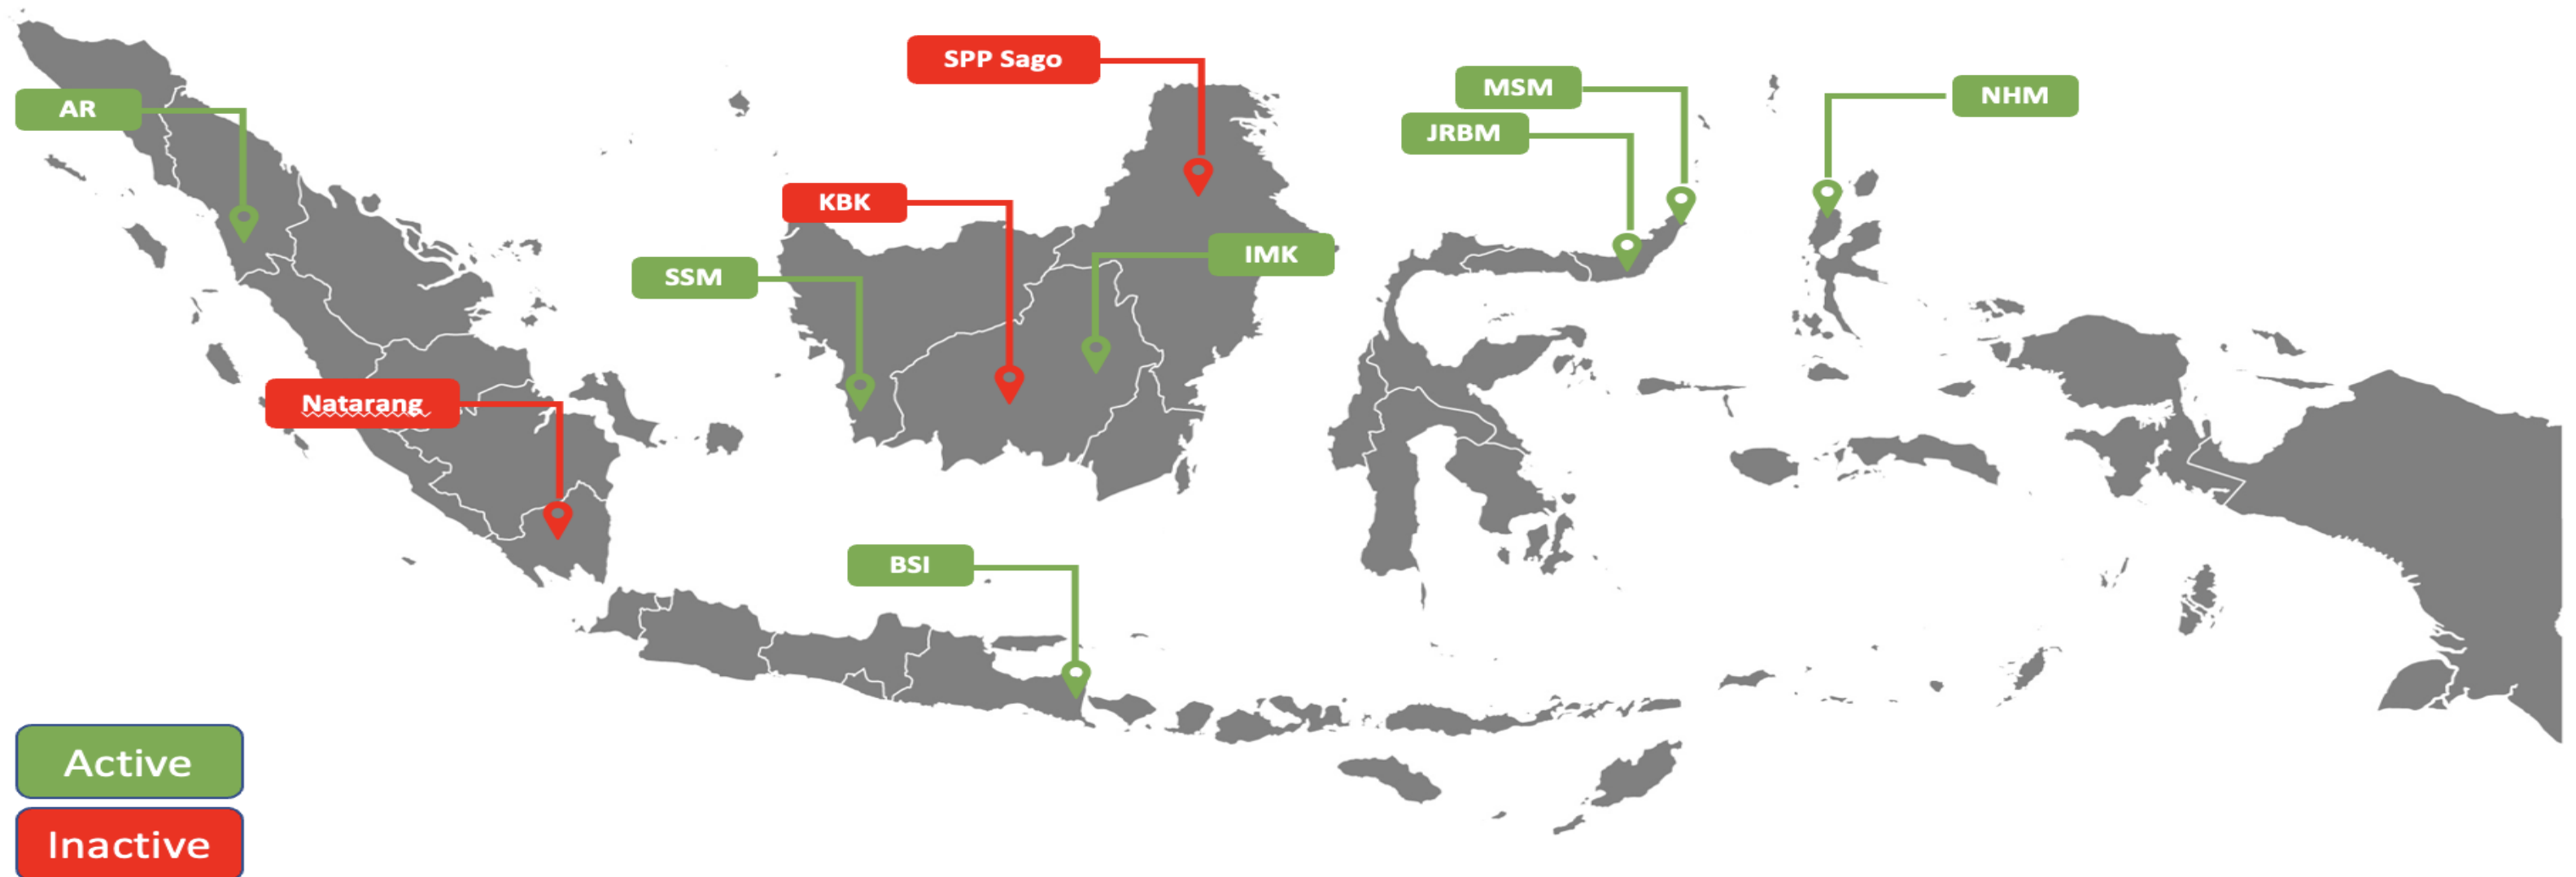 SPP Sago
MSM
NHM
AR
JRBM
KBK
IMK
SSM
Natarang
BSI
Active
Inactive